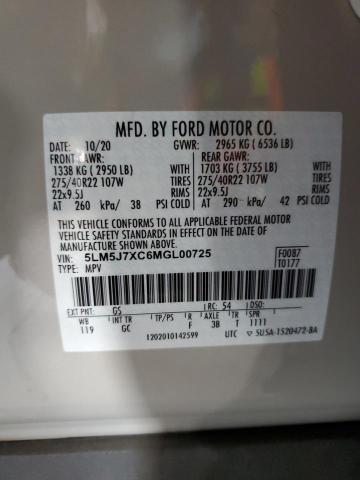 MFD. BY FORD MOTOR CO.
DATE: 10/20 GVWR: 2965 KG ( 6536 LB)
FRONT GAWR: REAR GAWR:
1338 KG ( 2950 LB) WITH 1703 KG ( 3755 LB) WITH
275/40R22 107W TIRES 275/40R22 107W TIRES
22x9.5J RIMS 22x9.5J RIMS
AT 260 kPa/ 38 PSI COLD AT 290 kPa/ 42 PSI COLD
THIS VEHICLE CONFORMS TO ALL APPLICABLE FEDERAL MOTOR
VEHICLE SAFETY STANDARDS IN EFFECT ON THE DATE OF
MANUFACTURE SHOWN ABOVE.
VIN: 5LM5J7XC6MGL00725 F0087
TYPE: MPV T0177
EXT PNT: GS RC: 54 DSO:
WB INT TR TP/PS R AXLE TR SPR
119 GC F 3B T 1111
1202010142599 UTC 5U5A-1520472-BA